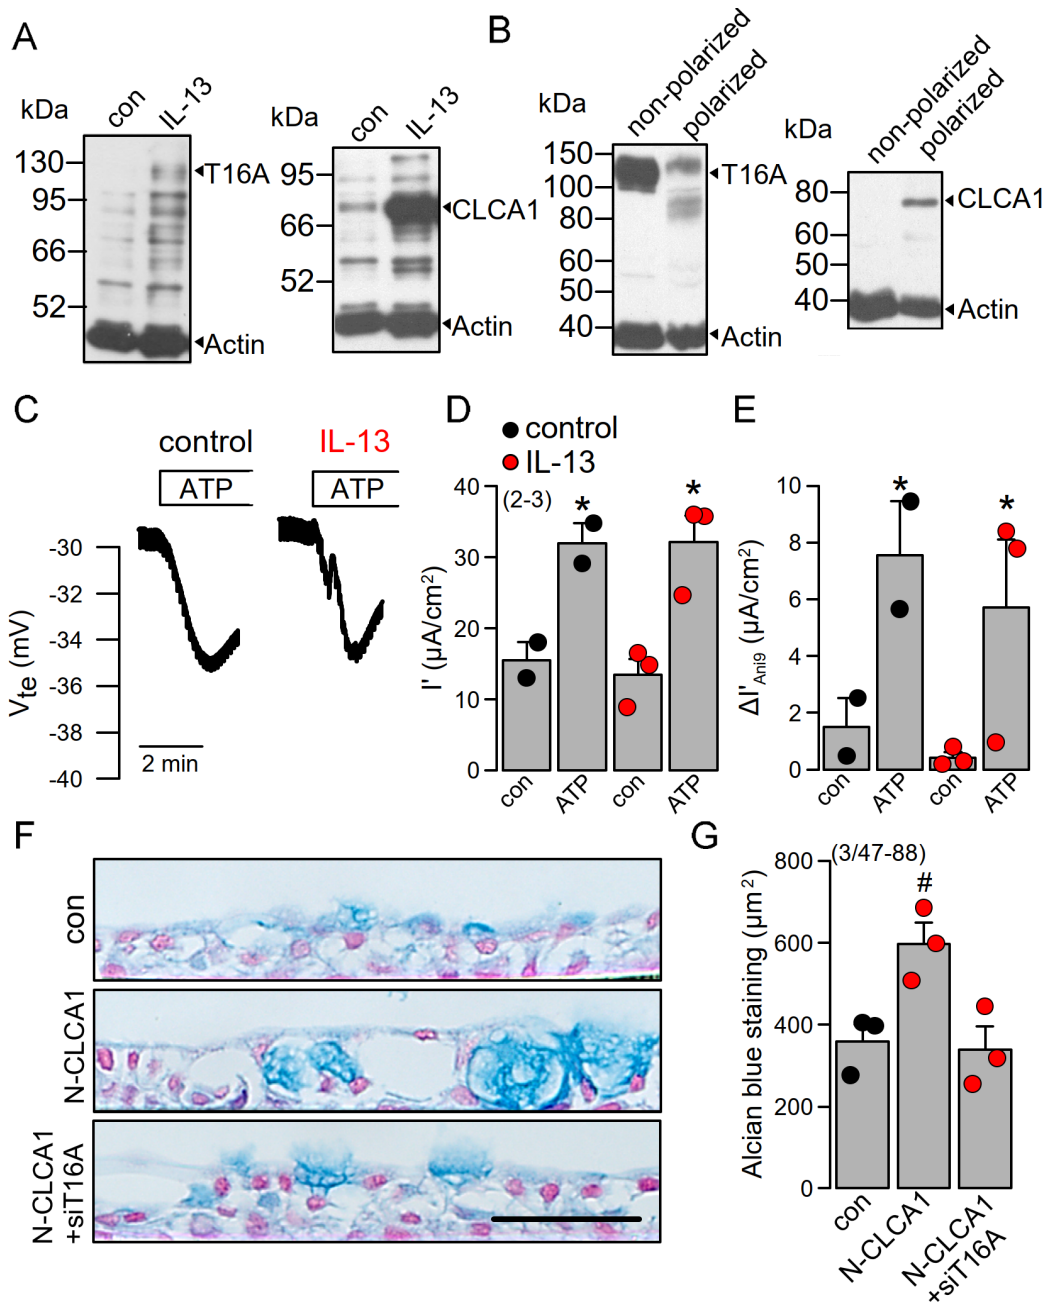 A
kDa
con
IL-13
130
95
66
52
T16A
Actin
kDa
con
IL-13
95
66
52
CLCA1
Actin
B
kDa
non-polarized
polarized
150
100
80
60
50
40
T16A
Actin
kDa
non-polarized
polarized
80
60
50
40
CLCA1
Actin
C
control
IL-13
ATP
ATP
Vte (mV)
-30
-32
-34
-36
-38
-40
2 min
D
control
IL-13
(2-3)
I' (µA/cm²)
40
30
20
10
0
*
*
con
ATP
con
ATP
E
ΔI'Ani9 (µA/cm²)
10
8
6
4
2
0
*
*
con
ATP
con
ATP
F
con
N-CLCA1
N-CLCA1
+siT16A
G
(3/47-88)
Alcian blue staining (µm²)
800
600
400
200
0
#
con
N-CLCA1
N-CLCA1
+siT16A